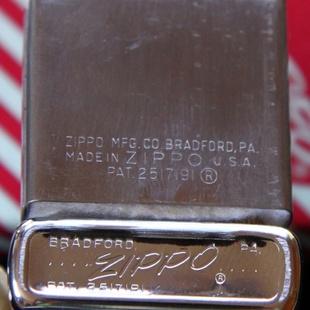 ZIPPO MFG. CO. BRADFORD, PA.
MADE IN ZIPPO U.S.A.
PAT. 2517191 ®
BRADFORD, PA.
.... ZIPPO ® ....
PAT. 2517191